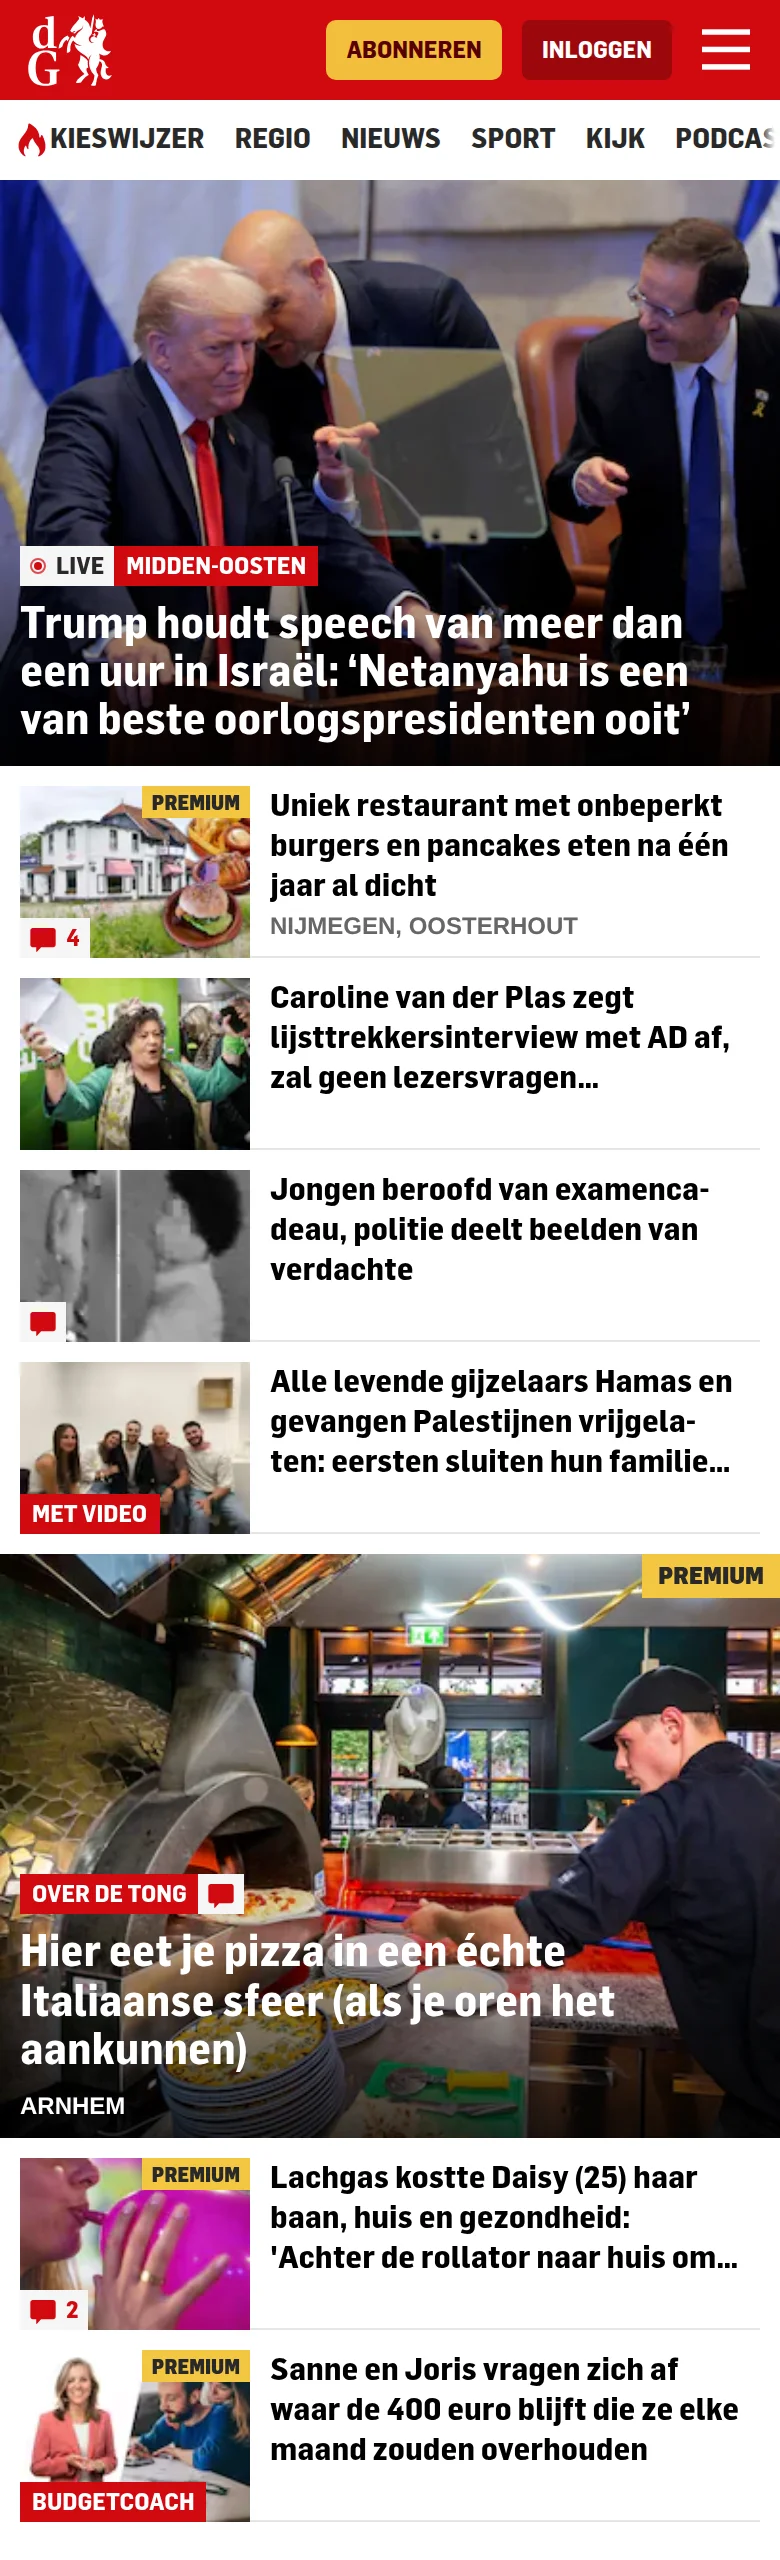 d
G
ABONNEREN
INLOGGEN
KIESWIJZER REGIO NIEUWS SPORT KIJK PODCAS
LIVE MIDDEN-OOSTEN
Trump houdt speech van meer dan
een uur in Israël: ‘Netanyahu is een
van beste oorlogspresidenten ooit’
PREMIUM
4
Uniek restaurant met onbeperkt
burgers en pancakes eten na één
jaar al dicht
NIJMEGEN, OOSTERHOUT
Caroline van der Plas zegt
lijsttrekkersinterview met AD af,
zal geen lezersvragen...
Jongen beroofd van examenca-
deau, politie deelt beelden van
verdachte
MET VIDEO
Alle levende gijzelaars Hamas en
gevangen Palestijnen vrijgela-
ten: eersten sluiten hun familie...
PREMIUM
OVER DE TONG
Hier eet je pizza in een échte
Italiaanse sfeer (als je oren het
aankunnen)
ARNHEM
PREMIUM
2
Lachgas kostte Daisy (25) haar
baan, huis en gezondheid:
'Achter de rollator naar huis om...
PREMIUM
BUDGETCOACH
Sanne en Joris vragen zich af
waar de 400 euro blijft die ze elke
maand zouden overhouden